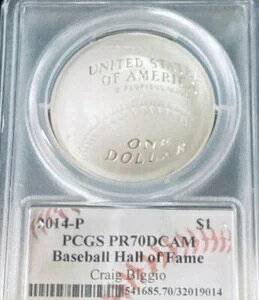 UNITED STATES
OF AMERICA
E PLURIBUS UNUM
ONE
DOLLAR
2014-P $1
PCGS PR70DCAM
Baseball Hall of Fame
Craig Biggio
541685.70/32019014